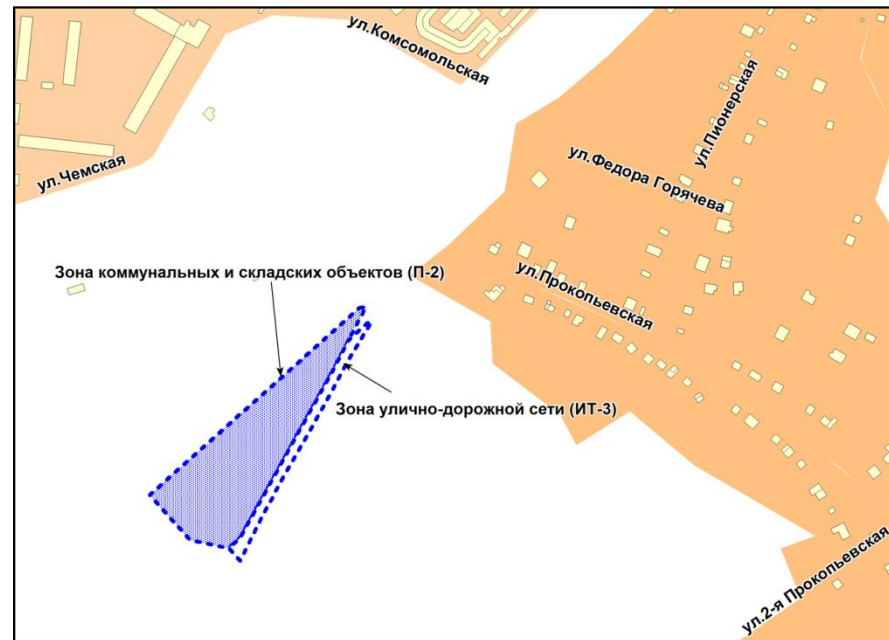 ул.Комсомольская
ул.Пионерская
ул.Чемская
ул.Федора Горячева
Зона коммунальных и складских объектов (П-2)
ул.Прокопьевская
Зона улично-дорожной сети (ИТ-3)
ул.2-я Прокопьевская